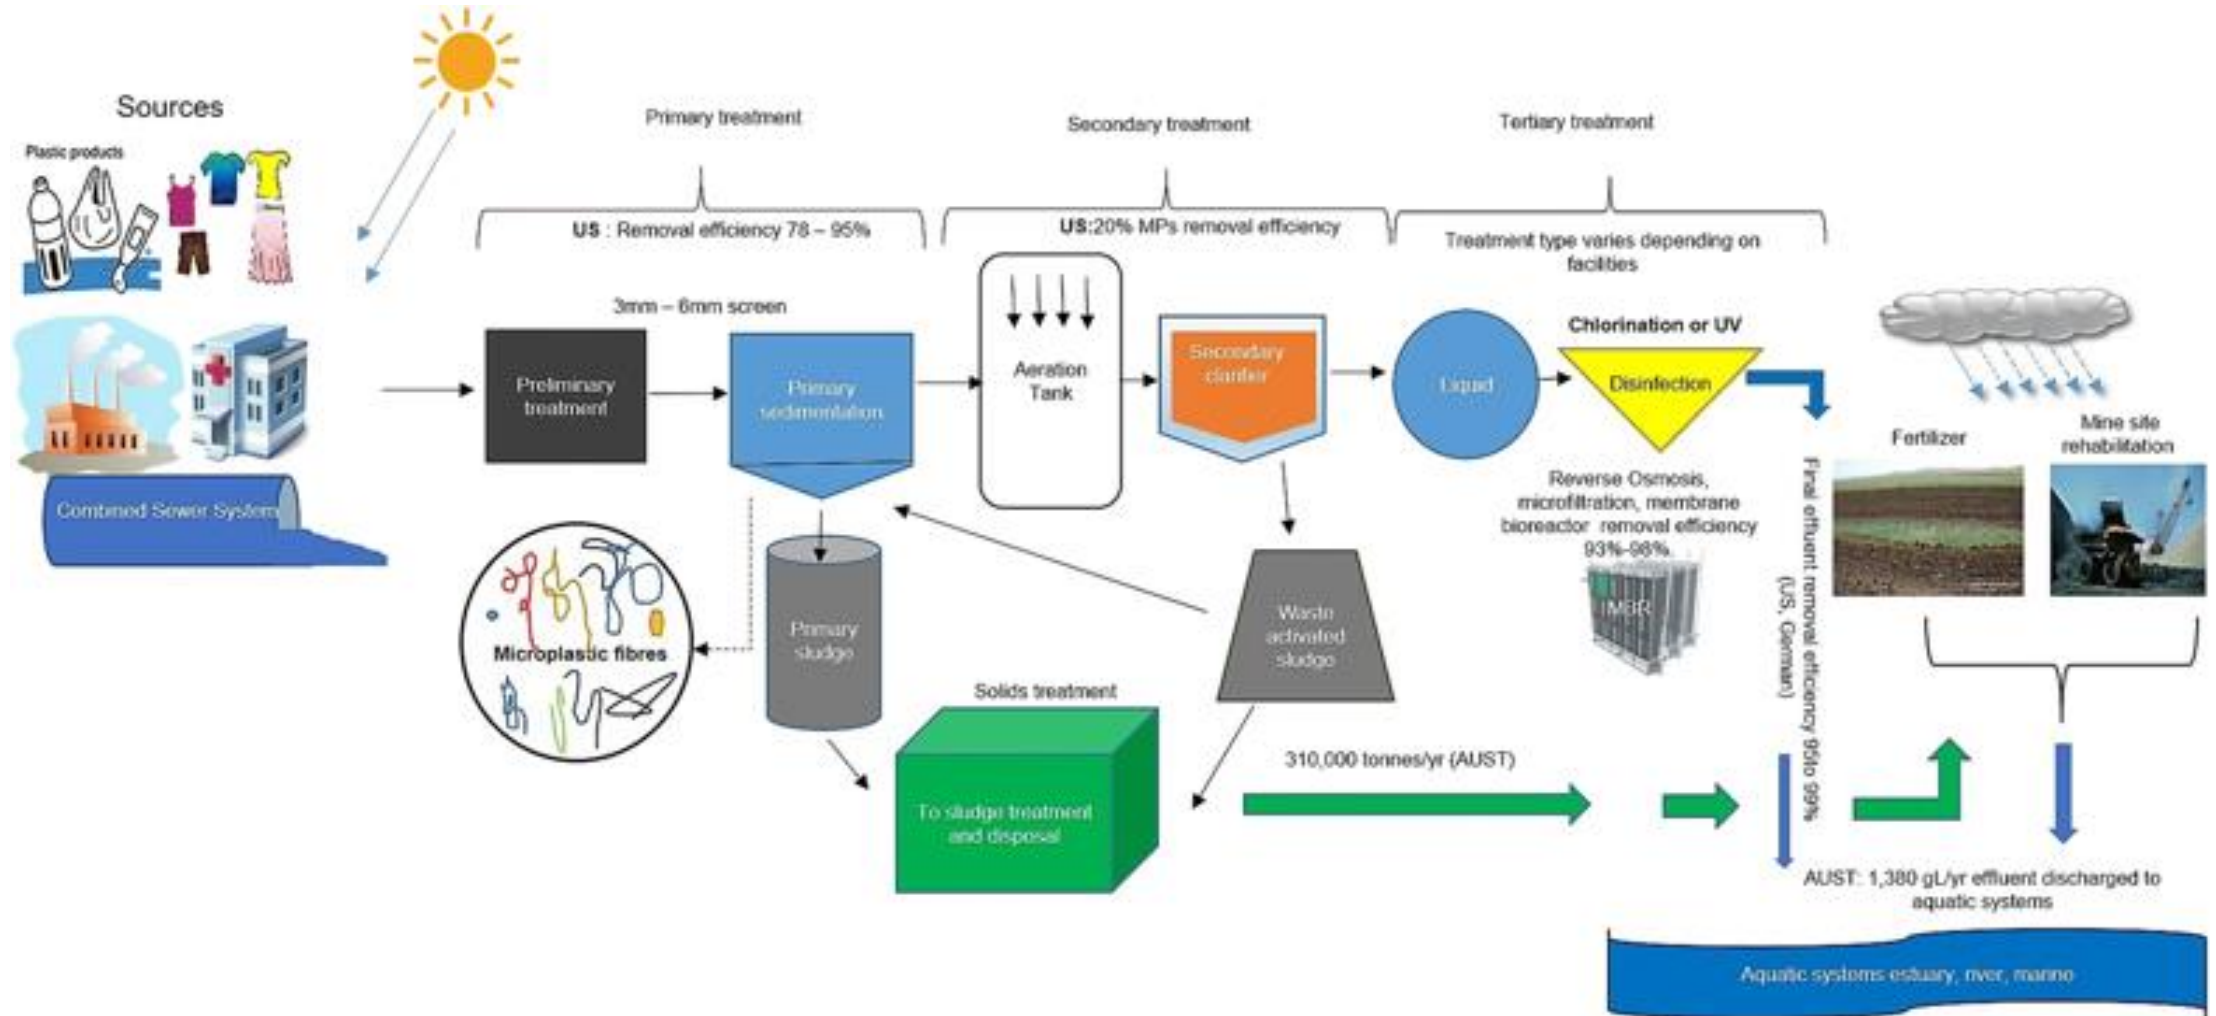 Sources
Plastic products
Combined Sewer System
Primary treatment
US : Removal efficiency 78 – 95%
3mm – 6mm screen
Preliminary
treatment
Primary
sedimentation
Microplastic fibres
Primary
sludge
Secondary treatment
US:20% MPs removal efficiency
Aeration
Tank
Secondary
clarifier
Waste
activated
sludge
Solids treatment
To sludge treatment
and disposal
310,000 tonnes/yr (AUST)
Tertiary treatment
Treatment type varies depending on
facilities
Liquid
Chlorination or UV
Disinfection
Reverse Osmosis,
microfiltration, membrane
bioreactor removal efficiency
93%-98%
IMBR
Final effluent removal efficiency 95to 99%
(US, German)
Fertilizer
Mine site
rehabilitation
AUST: 1,380 gL/yr effluent discharged to
aquatic systems
Aquatic systems estuary, river, marine